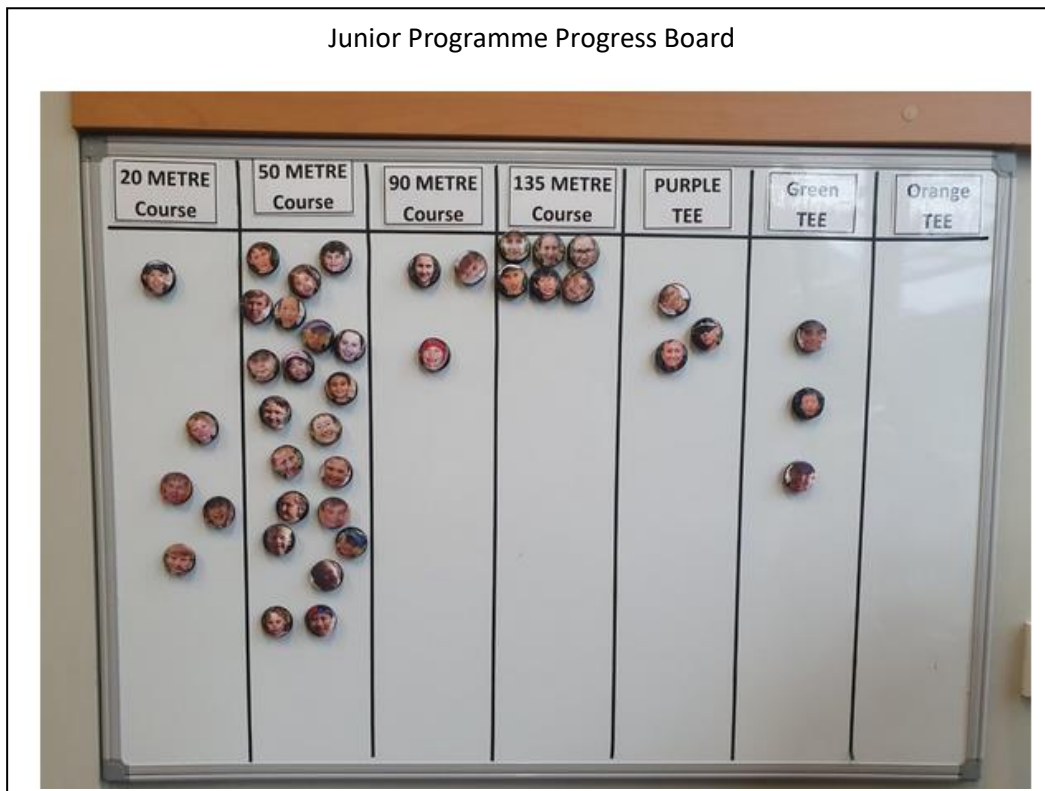 Junior Programme Progress Board
20 METRE
Course
50 METRE
Course
90 METRE
Course
135 METRE
Course
PURPLE
TEE
Green
TEE
Orange
TEE